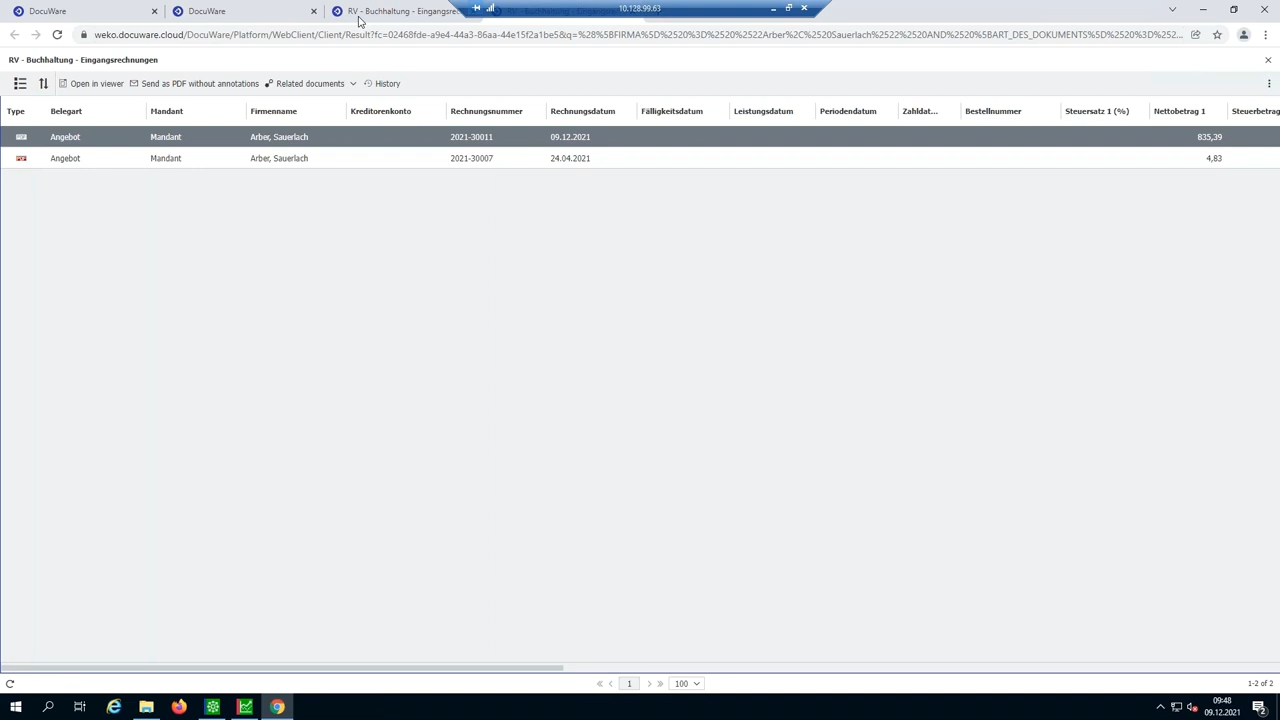 DocuWare
DocuWare
RV - Buchhaltung - Eingangsrec
10.128.99.63
weko.docuware.cloud/DocuWare/Platform/WebClient/Client/Result?fc=02468fde-a9e4-44a3-86aa-44e15f2a1be5&q=%28%5BFIRMA%5D%2520%3D%2520%2522Arber%2C%2520Sauerlach%2522%2520AND%2520%5BART_DES_DOKUMENTS%5D%2520%3D%252...
RV - Buchhaltung - Eingangsrechnungen
Open in viewer Send as PDF without annotations Related documents History
Type Belegart Mandant Firmenname Kreditorenkonto Rechnungsnummer Rechnungsdatum Fälligkeitsdatum Leistungsdatum Periodendatum Zahldat... Bestellnummer Steuersatz 1 (%) Nettobetrag 1 Steuerbetrag
Angebot Mandant Arber, Sauerlach 2021-30011 09.12.2021 835,39
Angebot Mandant Arber, Sauerlach 2021-30007 24.04.2021 4,83
1 100 1-2 of 2
09:48
09.12.2021
2